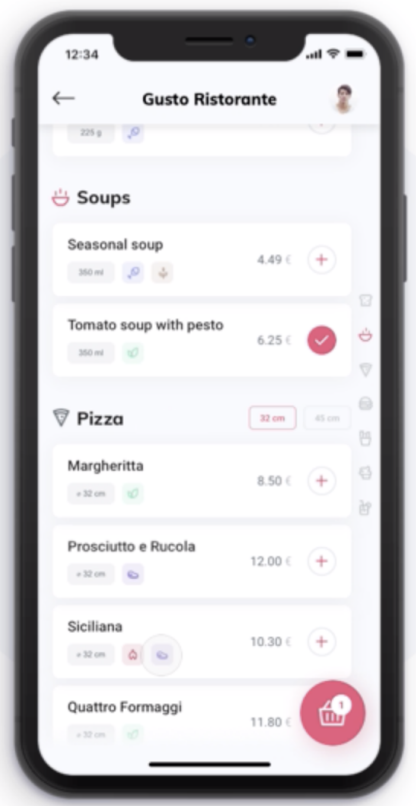 12:34
Gusto Ristorante
225 g
Soups
Seasonal soup
350 ml
4.49 €
Tomato soup with pesto
350 ml
6.25 €
Pizza
32 cm
45 cm
Margheritta
⌀ 32 cm
8.50 €
Prosciutto e Rucola
⌀ 32 cm
12.00 €
Siciliana
⌀ 32 cm
10.30 €
Quattro Formaggi
⌀ 32 cm
11.80 €
1